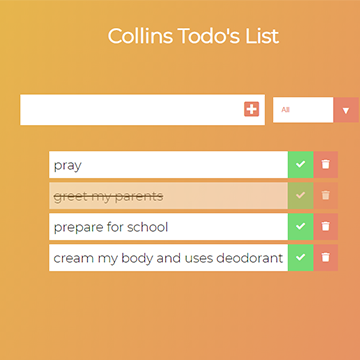 Collins Todo's List
All
pray
greet my parents
prepare for school
cream my body and uses deodorant